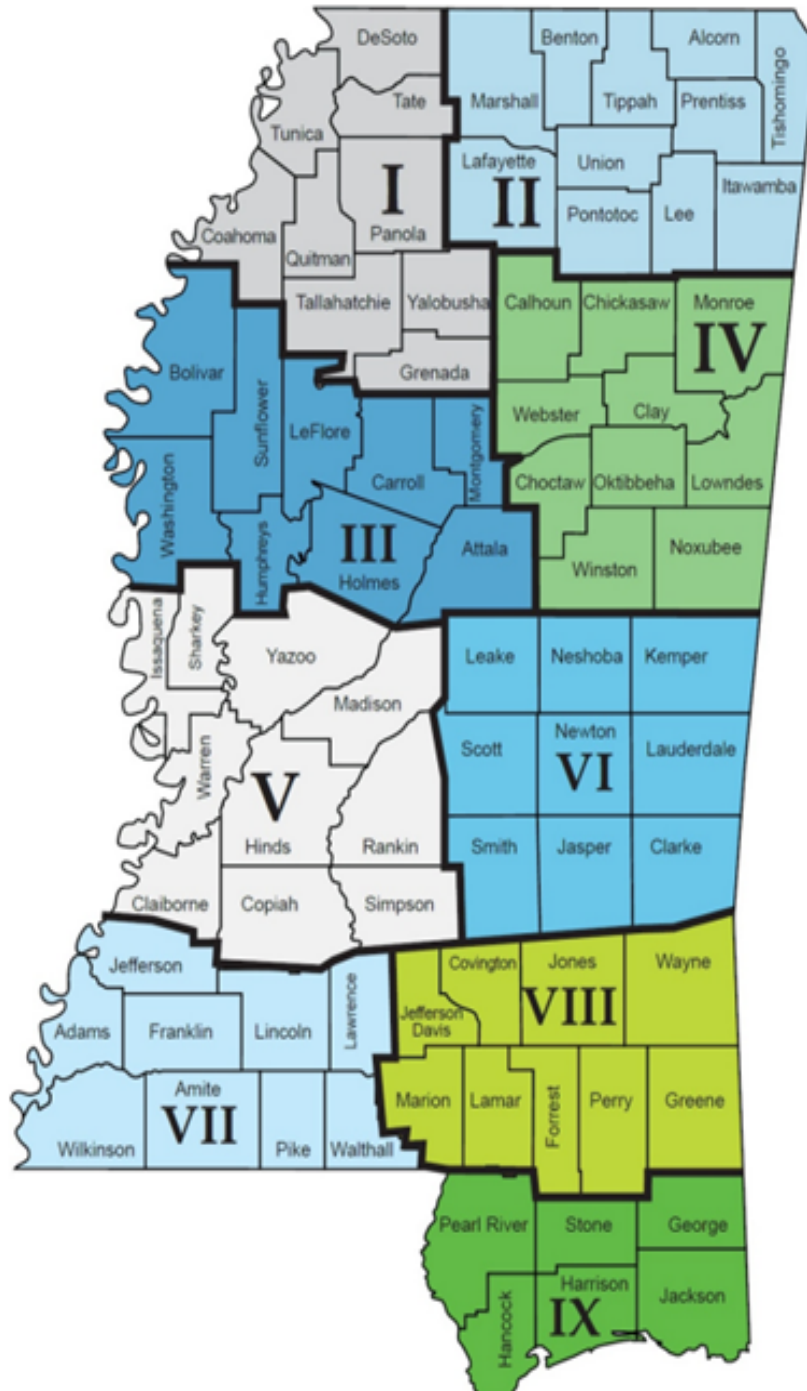 DeSoto
Benton
Alcorn
Tishomingo
Marshall
Tippah
Prentiss
Tate
Tunica
Lafayette
Union
Itawamba
I
II
Pontotoc
Lee
Panola
Coahoma
Quitman
Tallahatchie
Yalobusha
Calhoun
Chickasaw
Monroe
IV
Bolivar
Grenada
Sunflower
LeFlore
Webster
Clay
Washington
Carroll
Montgomery
Choctaw
Oktibbeha
Lowndes
Humphreys
III
Holmes
Attala
Winston
Noxubee
Issaquena
Sharkey
Yazoo
Leake
Neshoba
Kemper
Madison
Warren
Scott
Newton
VI
Lauderdale
V
Hinds
Rankin
Smith
Jasper
Clarke
Claiborne
Copiah
Simpson
Jefferson
Lawrence
Covington
Jones
Wayne
VIII
Jefferson
Davis
Adams
Franklin
Lincoln
Amite
VII
Marion
Lamar
Forrest
Perry
Greene
Wilkinson
Pike
Walthall
Pearl River
Stone
George
Hancock
Harrison
IX
Jackson